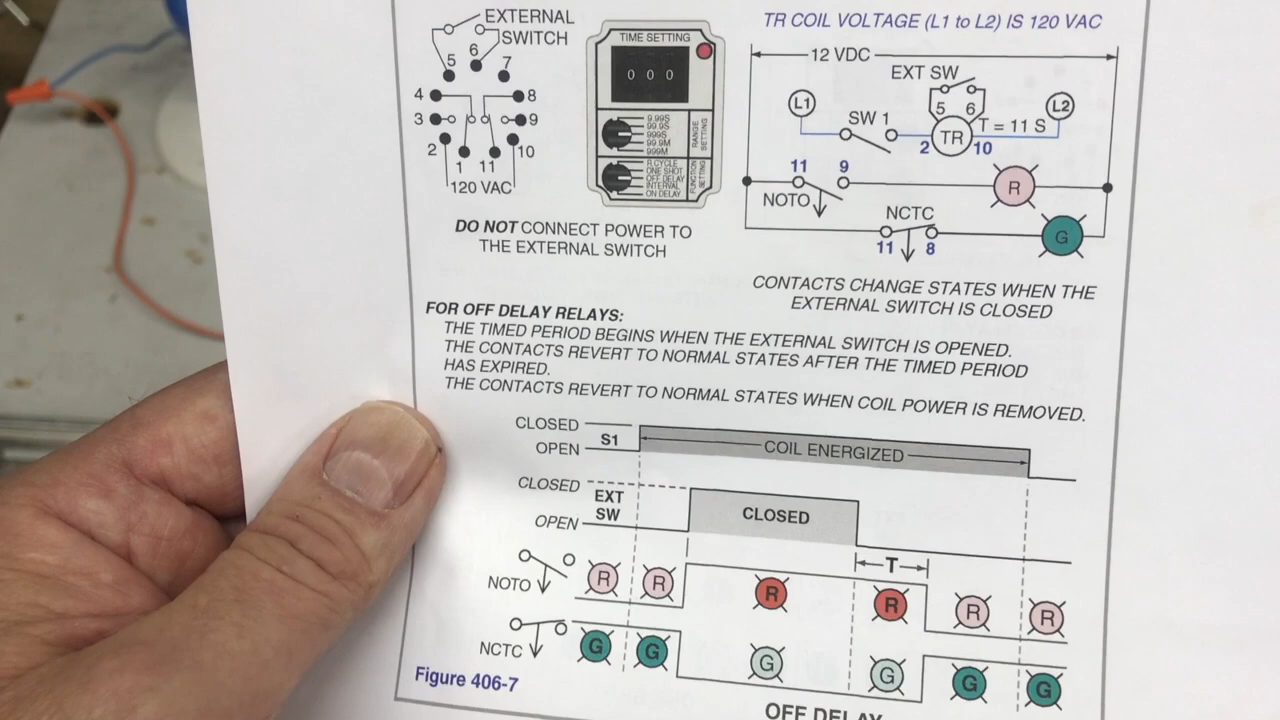 EXTERNAL
SWITCH
5
6
7
4
8
3
9
2
1
11
10
120 VAC
TIME SETTING
0 0 0
9.99S
99.9S
999S
99.9M
999M
RANGE
SETTING
R.CYCLE
ONE SHOT
OFF DELAY
INTERVAL
ON DELAY
FUNCTION
SETTING
DO NOT CONNECT POWER TO
THE EXTERNAL SWITCH
TR COIL VOLTAGE (L1 to L2) IS 120 VAC
12 VDC
EXT SW
5 6
L1
L2
SW 1
TR
T = 11 S
2
10
11
9
NOTO
R
NCTC
11
8
G
CONTACTS CHANGE STATES WHEN THE
EXTERNAL SWITCH IS CLOSED
FOR OFF DELAY RELAYS:
THE TIMED PERIOD BEGINS WHEN THE EXTERNAL SWITCH IS OPENED.
THE CONTACTS REVERT TO NORMAL STATES AFTER THE TIMED PERIOD
HAS EXPIRED.
THE CONTACTS REVERT TO NORMAL STATES WHEN COIL POWER IS REMOVED.
CLOSED
S1
OPEN
COIL ENERGIZED
CLOSED
EXT
SW
OPEN
CLOSED
T
NOTO
R R R R R R
NCTC
G G G G G G
Figure 406-7
OFF DELAY